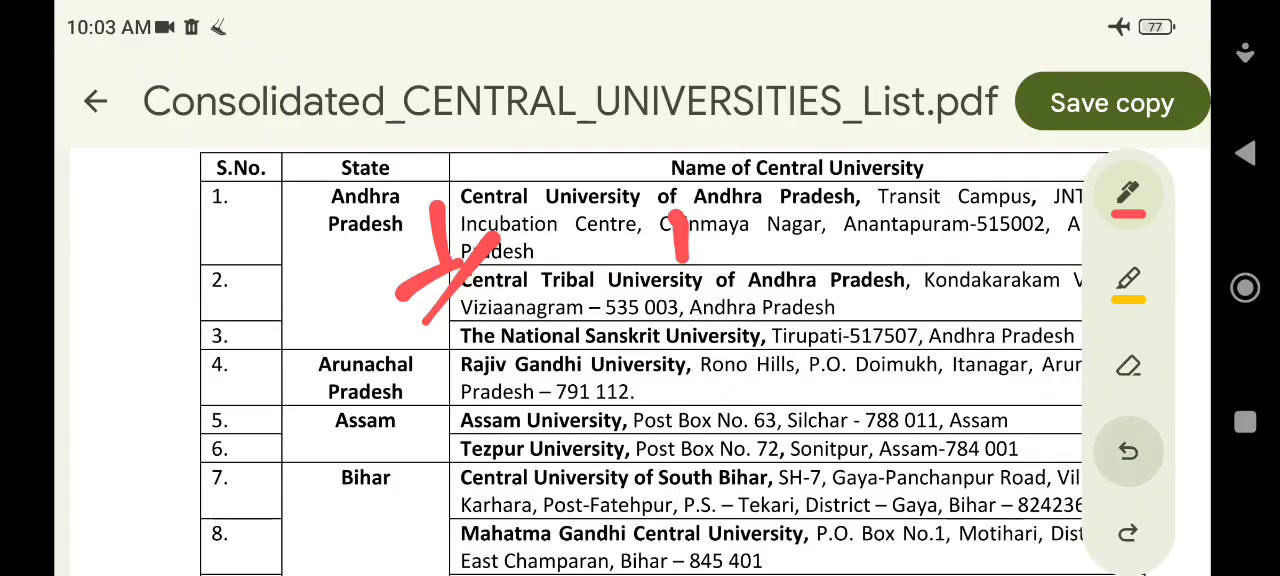 10:03 AM
77
Consolidated_CENTRAL_UNIVERSITIES_List.pdf
Save copy
S.No. State Name of Central University
1. Andhra Pradesh Central University of Andhra Pradesh, Transit Campus, JNT
Incubation Centre, Nagar, Anantapuram-515002, A
Pradesh
2. Central Tribal University of Andhra Pradesh, Kondakarakam V
Viziaanagram – 535 003, Andhra Pradesh
3. The National Sanskrit University, Tirupati-517507, Andhra Pradesh
4. Arunachal Pradesh Rajiv Gandhi University, Rono Hills, P.O. Doimukh, Itanagar, Arun
Pradesh – 791 112.
5. Assam Assam University, Post Box No. 63, Silchar - 788 011, Assam
6. Tezpur University, Post Box No. 72, Sonitpur, Assam-784 001
7. Bihar Central University of South Bihar, SH-7, Gaya-Panchanpur Road, Vil
Karhara, Post-Fatehpur, P.S. – Tekari, District – Gaya, Bihar – 824236
8. Mahatma Gandhi Central University, P.O. Box No.1, Motihari, Dist
East Champaran, Bihar – 845 401